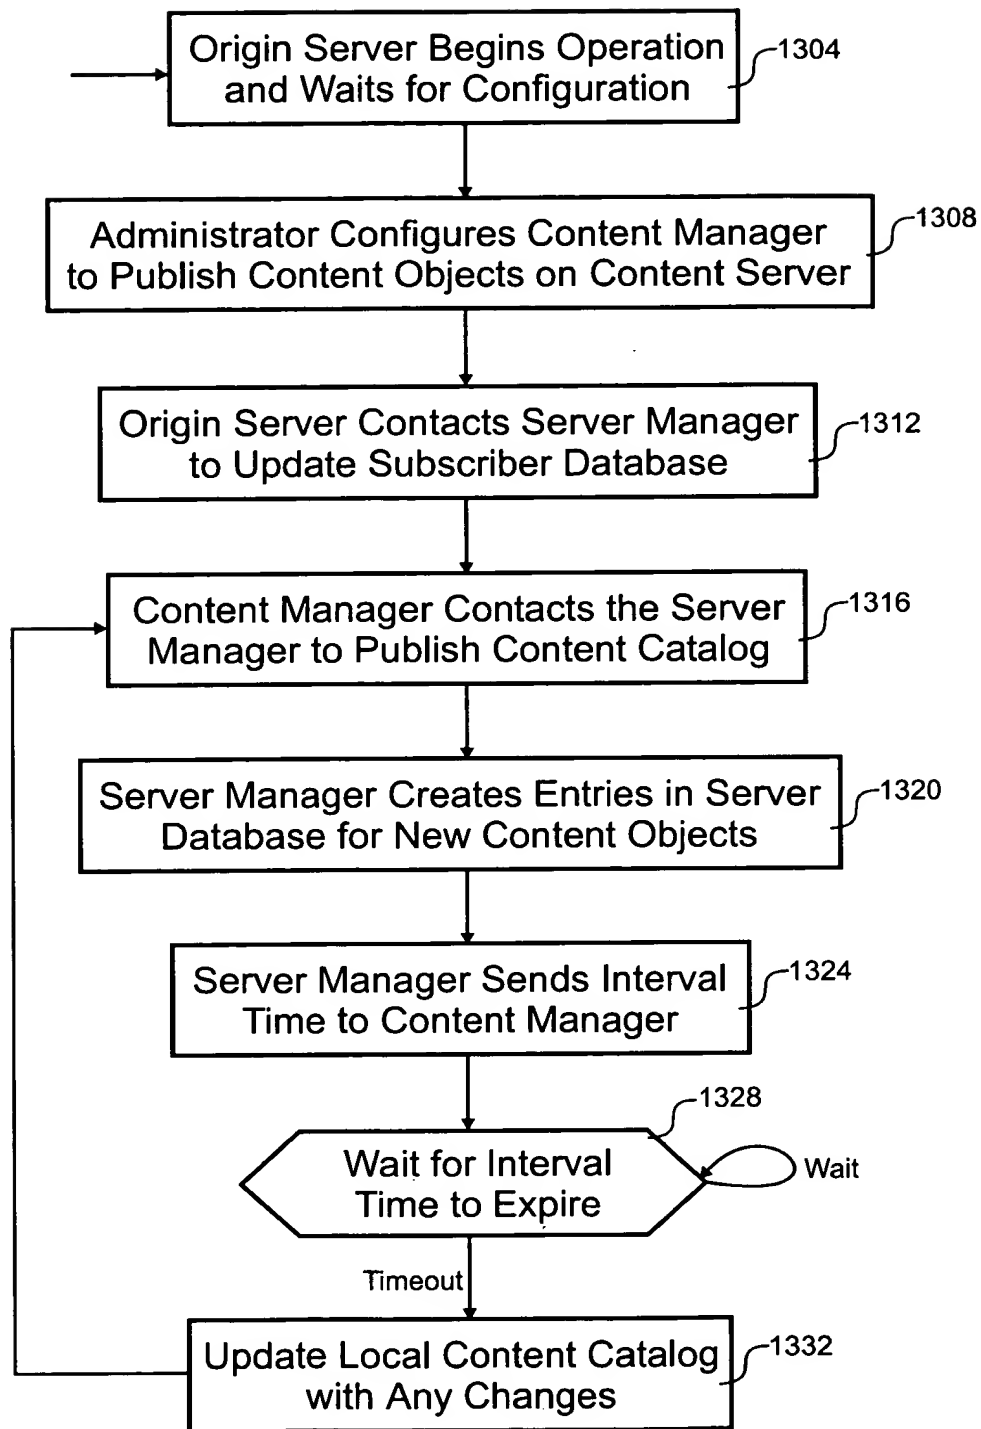 Origin Server Begins Operation
and Waits for Configuration
1304
Administrator Configures Content Manager
to Publish Content Objects on Content Server
1308
Origin Server Contacts Server Manager
to Update Subscriber Database
1312
Content Manager Contacts the Server
Manager to Publish Content Catalog
1316
Server Manager Creates Entries in Server
Database for New Content Objects
1320
Server Manager Sends Interval
Time to Content Manager
1324
1328
Wait for Interval
Time to Expire
Wait
Timeout
Update Local Content Catalog
with Any Changes
1332